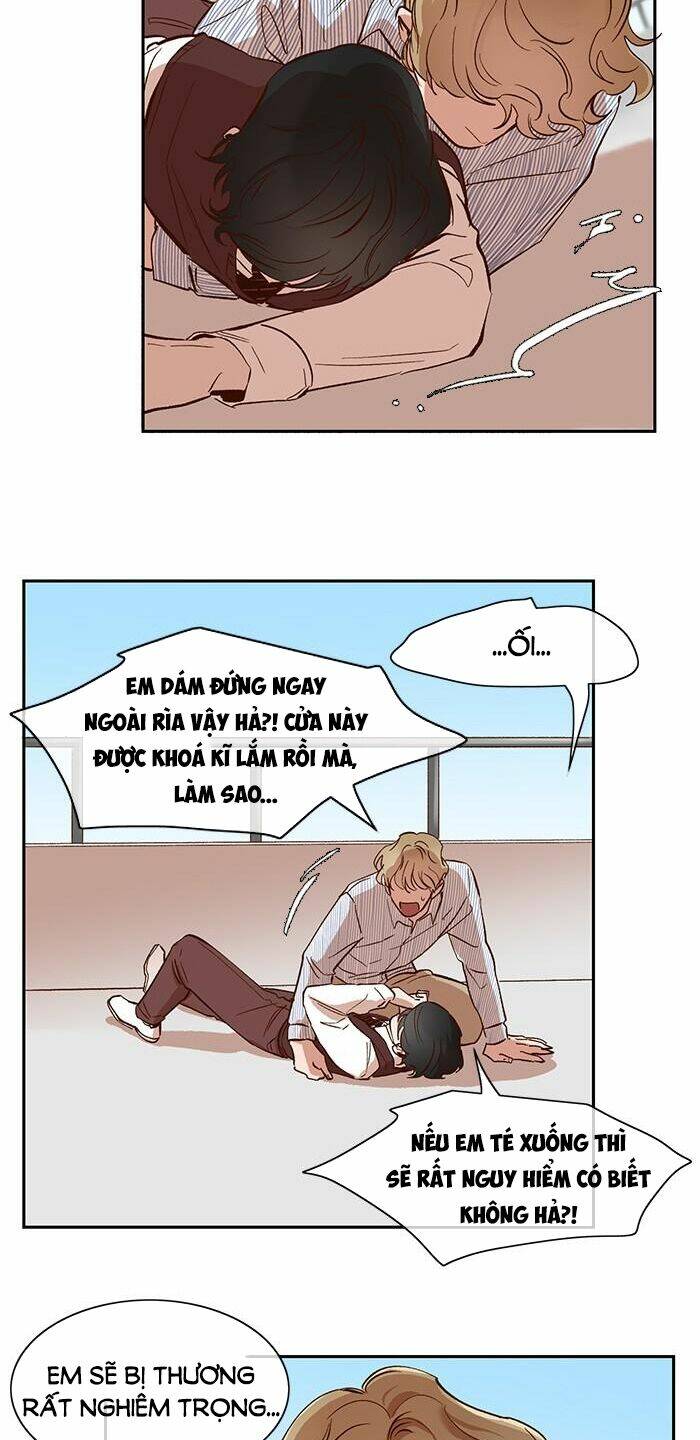 ...ỐI...
EM DÁM ĐỨNG NGAY
NGOÀI RÌA VẬY HẢ?! CỬA NÀY
ĐƯỢC KHOÁ KĨ LẮM RỒI MÀ,
LÀM SAO...
NẾU EM TÉ XUỐNG THÌ
SẼ RẤT NGUY HIỂM CÓ BIẾT
KHÔNG HẢ?!
EM SẼ BỊ THƯƠNG
RẤT NGHIÊM TRỌNG...